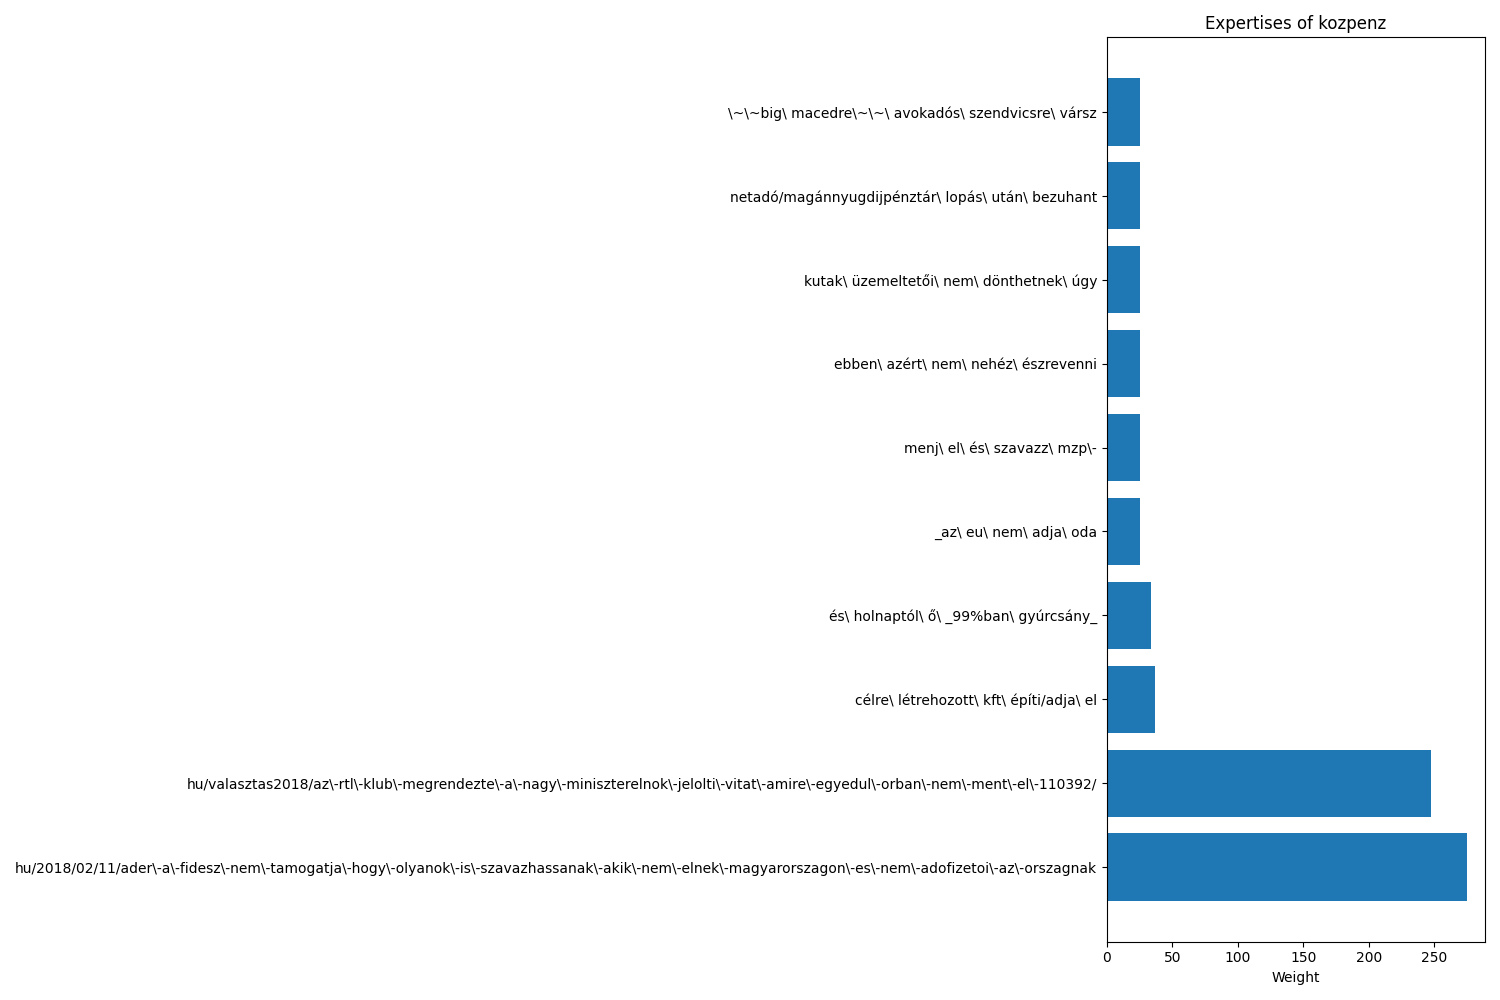 Expertises of kozpenz
\~\~big\ macedre\~\~\ avokadós\ szendvicsre\ vársz
netadó/magánnyugdijpénztár\ lopás\ után\ bezuhant
kutak\ üzemeltetői\ nem\ dönthetnek\ úgy
ebben\ azért\ nem\ nehéz\ észrevenni
menj\ el\ és\ szavazz\ mzp\-
_az\ eu\ nem\ adja\ oda
és\ holnaptól\ ő\ _99%ban\ gyúrcsány_
célre\ létrehozott\ kft\ építi/adja\ el
hu/valasztas2018/az\-rtl\-klub\-megrendezte\-a\-nagy\-miniszterelnok\-jelolti\-vitat\-amire\-egyedul\-orban\-nem\-ment\-el\-110392/
hu/2018/02/11/ader\-a\-fidesz\-nem\-tamogatja\-hogy\-olyanok\-is\-szavazhassanak\-akik\-nem\-elnek\-magyarorszagon\-es\-nem\-adofizetoi\-az\-orszagnak
0 50 100 150 200 250
Weight